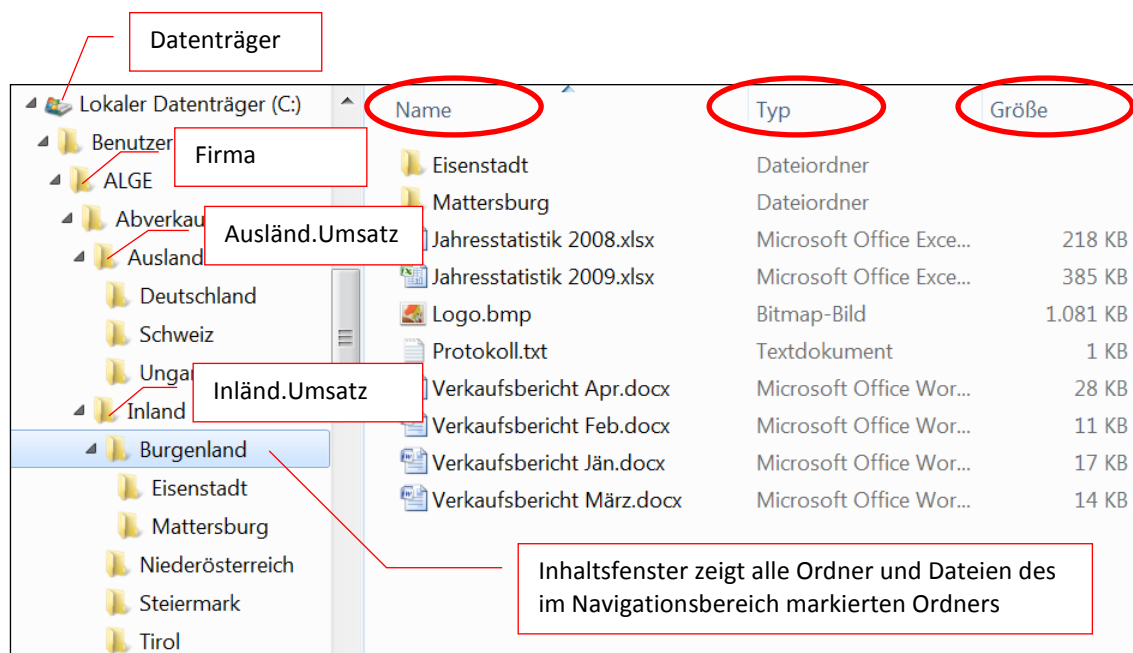 Datenträger
Lokaler Datenträger (C:)
Benutzer
Firma
ALGE
Abverkau
Ausländ.Umsatz
Ausland
Deutschland
Schweiz
Ungar
Inländ.Umsatz
Inland
Burgenland
Eisenstadt
Mattersburg
Niederösterreich
Steiermark
Tirol
Name Typ Größe
Eisenstadt Dateiordner
Mattersburg Dateiordner
Jahresstatistik 2008.xlsx Microsoft Office Exce... 218 KB
Jahresstatistik 2009.xlsx Microsoft Office Exce... 385 KB
Logo.bmp Bitmap-Bild 1.081 KB
Protokoll.txt Textdokument 1 KB
Verkaufsbericht Apr.docx Microsoft Office Wor... 28 KB
Verkaufsbericht Feb.docx Microsoft Office Wor... 11 KB
Verkaufsbericht Jän.docx Microsoft Office Wor... 17 KB
Verkaufsbericht März.docx Microsoft Office Wor... 14 KB
Inhaltsfenster zeigt alle Ordner und Dateien des
im Navigationsbereich markierten Ordners